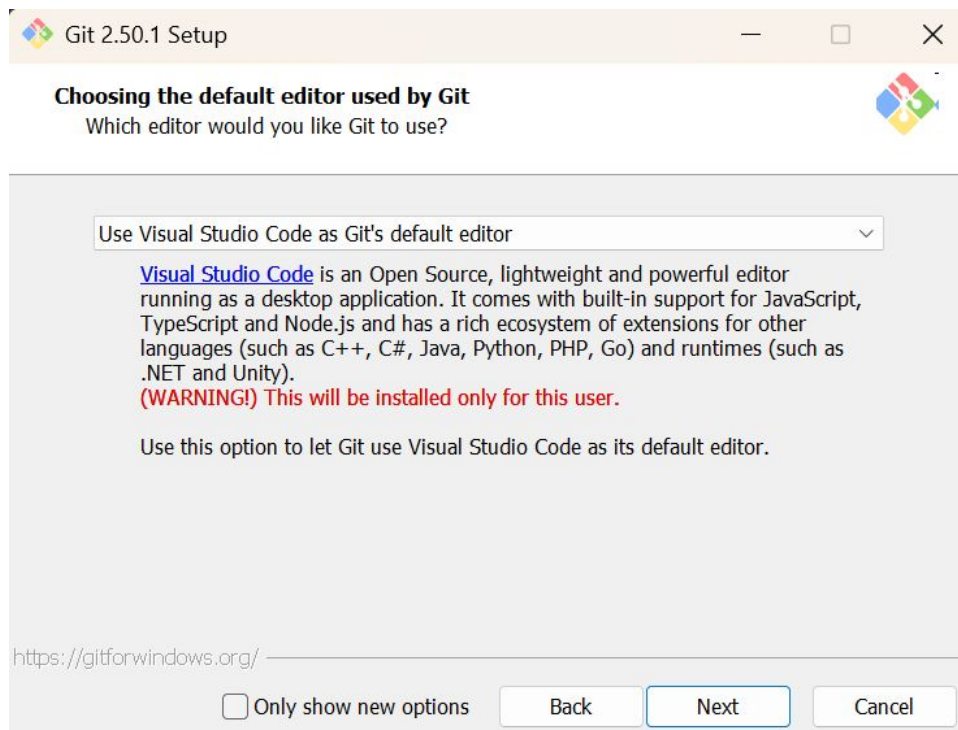 Git 2.50.1 Setup
Choosing the default editor used by Git
Which editor would you like Git to use?
Use Visual Studio Code as Git's default editor
Visual Studio Code is an Open Source, lightweight and powerful editor
running as a desktop application. It comes with built-in support for JavaScript,
TypeScript and Node.js and has a rich ecosystem of extensions for other
languages (such as C++, C#, Java, Python, PHP, Go) and runtimes (such as
.NET and Unity).
(WARNING!) This will be installed only for this user.
Use this option to let Git use Visual Studio Code as its default editor.
https://gitforwindows.org/
Only show new options Back Next Cancel